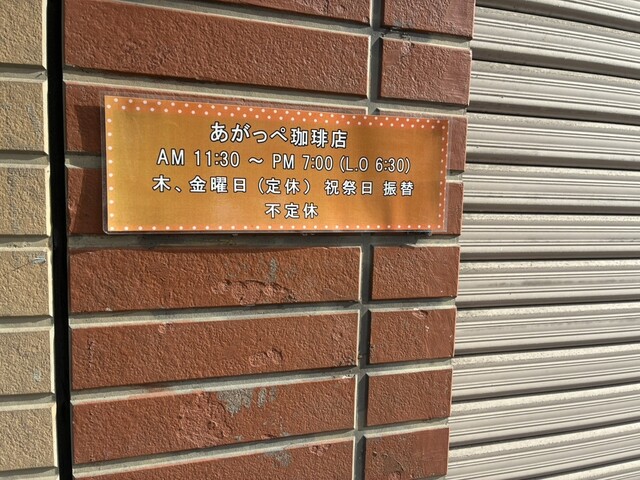 あがっぺ珈琲店
AM 11:30 ～ PM 7:00 (L.O 6:30)
木、金曜日（定休） 祝祭日 振替
不定休